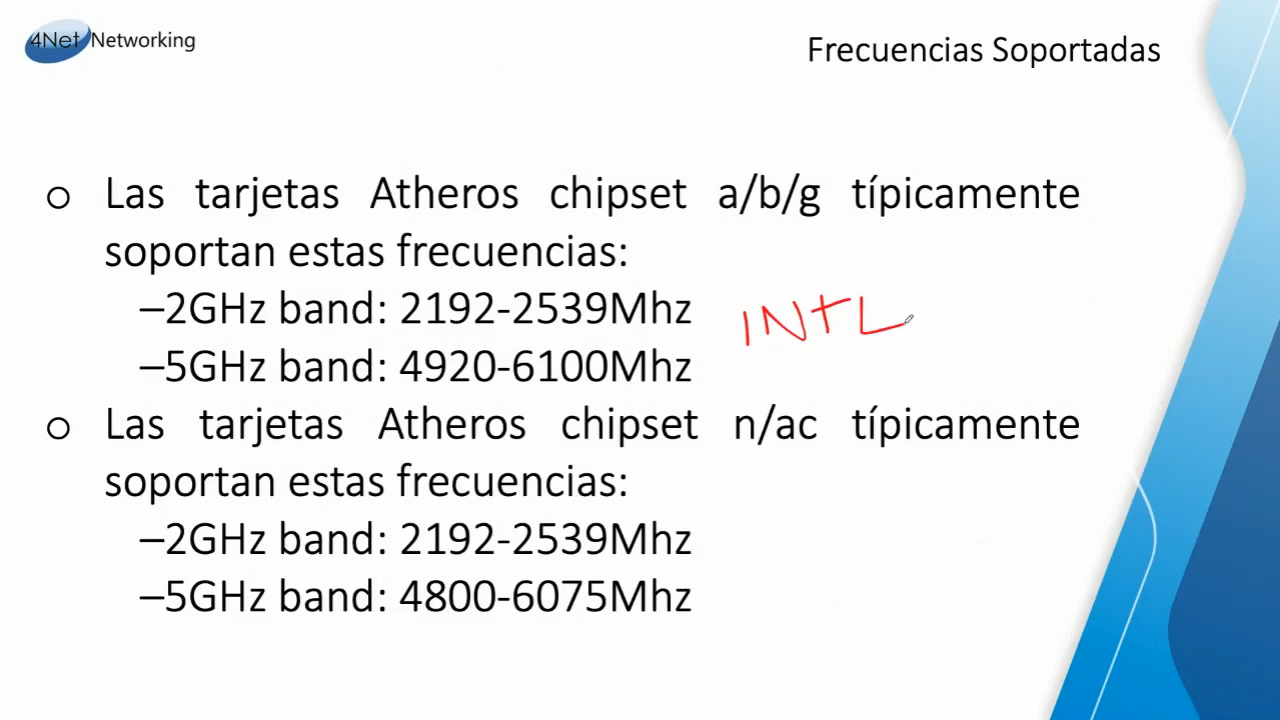 4Net Networking
Frecuencias Soportadas
o Las tarjetas Atheros chipset a/b/g típicamente
soportan estas frecuencias:
–2GHz band: 2192-2539Mhz
INTL
–5GHz band: 4920-6100Mhz
o Las tarjetas Atheros chipset n/ac típicamente
soportan estas frecuencias:
–2GHz band: 2192-2539Mhz
–5GHz band: 4800-6075Mhz